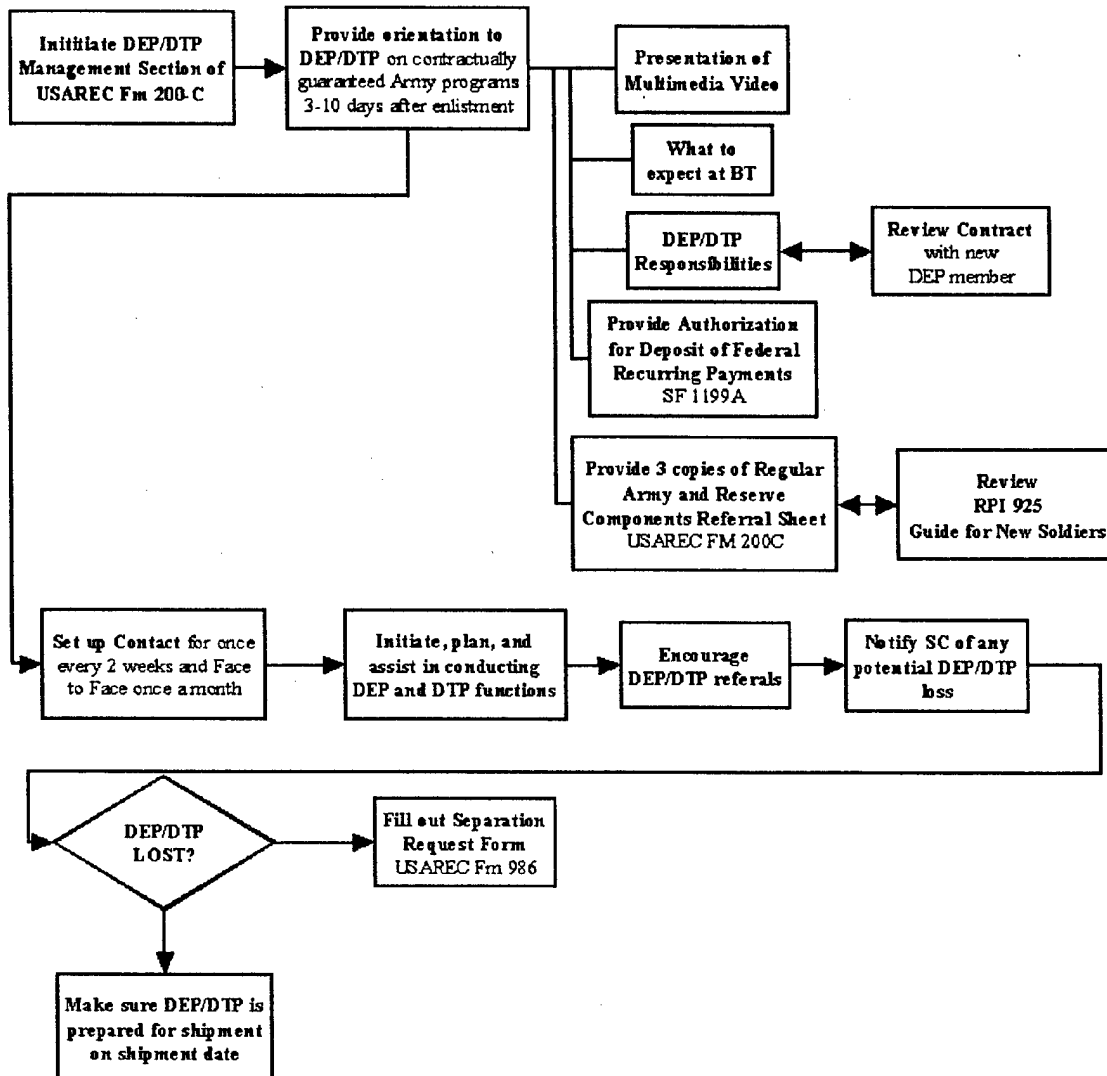 Inititiate DEP/DTP
Management Section of
USAREC Fm 200-C
Provide orientation to
DEP/DTP on contractually
guaranteed Army programs
3-10 days after enlistment
Presentation of
Multimedia Video
What to
expect at BT
DEP/DTP
Responsibilities
Review Contract
with new
DEP member
Provide Authorization
for Deposit of Federal
Recurring Payments
SF 1199A
Provide 3 copies of Regular
Army and Reserve
Components Referral Sheet
USAREC FM 200C
Review
RPI 925
Guide for New Soldiers
Set up Contact for once
every 2 weeks and Face
to Face once a month
Initiate, plan, and
assist in conducting
DEP and DTP functions
Encourage
DEP/DTP referrals
Notify SC of any
potential DEP/DTP
loss
DEP/DTP
LOST?
Fill out Separation
Request Form
USAREC Fm 986
Make sure DEP/DTP is
prepared for shipment
on shipment date